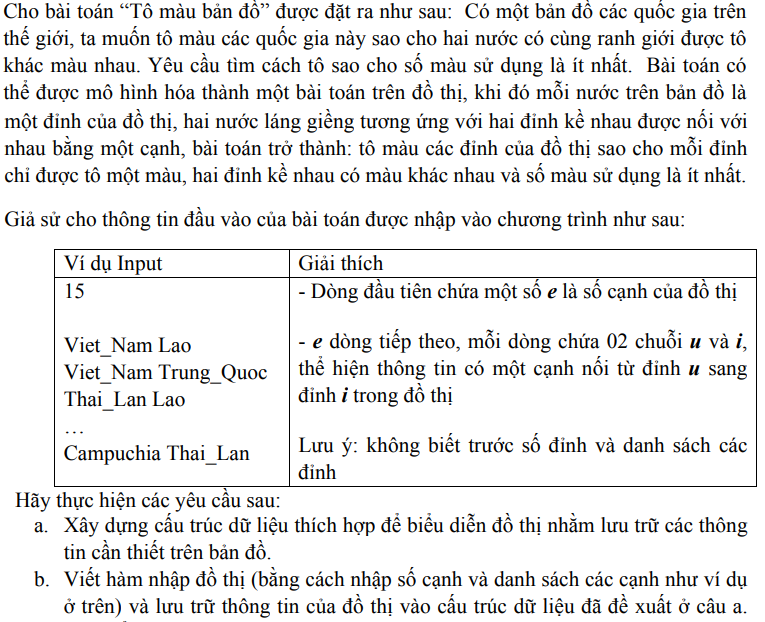 Cho bài toán “Tô màu bản đồ” được đặt ra như sau: Có một bản đồ các quốc gia trên
thế giới, ta muốn tô màu các quốc gia này sao cho hai nước có cùng ranh giới được tô
khác màu nhau. Yêu cầu tìm cách tô sao cho số màu sử dụng là ít nhất. Bài toán có
thể được mô hình hóa thành một bài toán trên đồ thị, khi đó mỗi nước trên bản đồ là
một đỉnh của đồ thị, hai nước láng giềng tương ứng với hai đỉnh kề nhau được nối với
nhau bằng một cạnh, bài toán trở thành: tô màu các đỉnh của đồ thị sao cho mỗi đỉnh
chỉ được tô một màu, hai đỉnh kề nhau có màu khác nhau và số màu sử dụng là ít nhất.
Giả sử cho thông tin đầu vào của bài toán được nhập vào chương trình như sau:
Ví dụ Input
15
Viet_Nam Lao
Viet_Nam Trung_Quoc
Thai_Lan Lao
…
Campuchia Thai_Lan
Giải thích
- Dòng đầu tiên chứa một số e là số cạnh của đồ thị
- e dòng tiếp theo, mỗi dòng chứa 02 chuỗi u và i,
thể hiện thông tin có một cạnh nối từ đỉnh u sang
đỉnh i trong đồ thị
Lưu ý: không biết trước số đỉnh và danh sách các
đỉnh
Hãy thực hiện các yêu cầu sau:
a. Xây dựng cấu trúc dữ liệu thích hợp để biểu diễn đồ thị nhằm lưu trữ các thông
tin cần thiết trên bản đồ.
b. Viết hàm nhập đồ thị (bằng cách nhập số cạnh và danh sách các cạnh như ví dụ
ở trên) và lưu trữ thông tin của đồ thị vào cấu trúc dữ liệu đã đề xuất ở câu a.